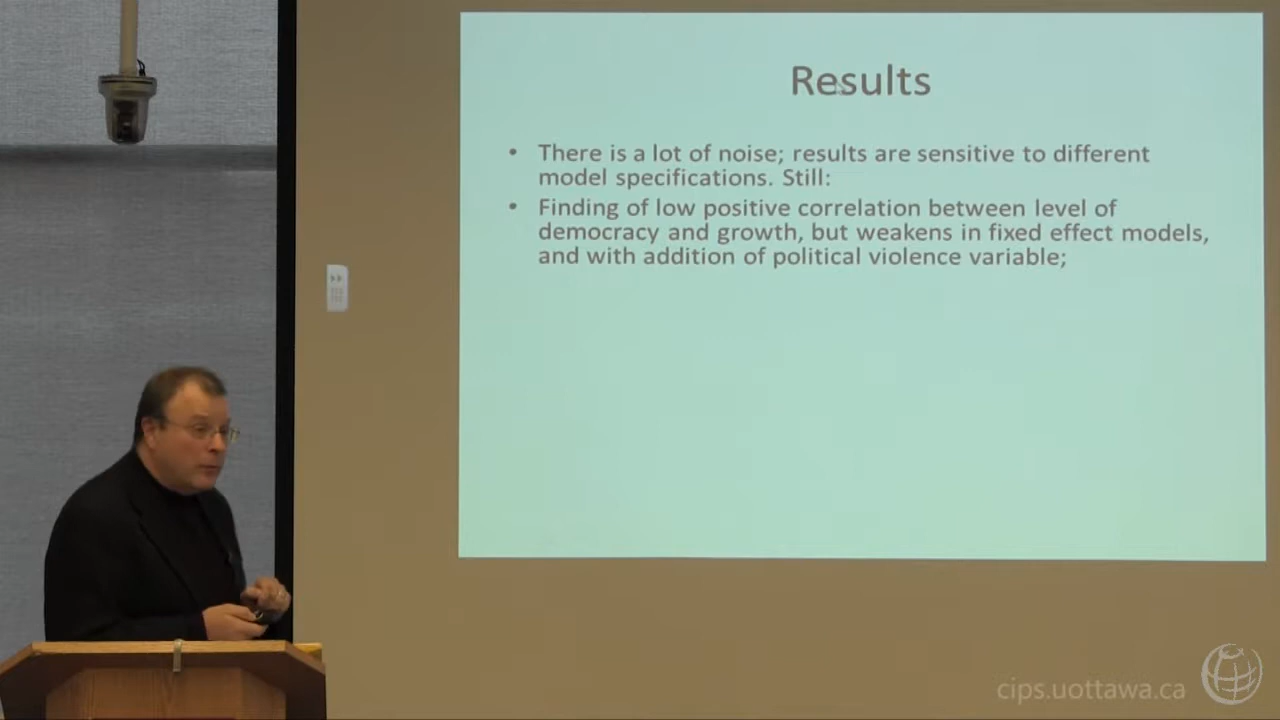 Results
• There is a lot of noise; results are sensitive to different
model specifications. Still:
• Finding of low positive correlation between level of
democracy and growth, but weakens in fixed effect models,
and with addition of political violence variable;
cips.uottawa.ca